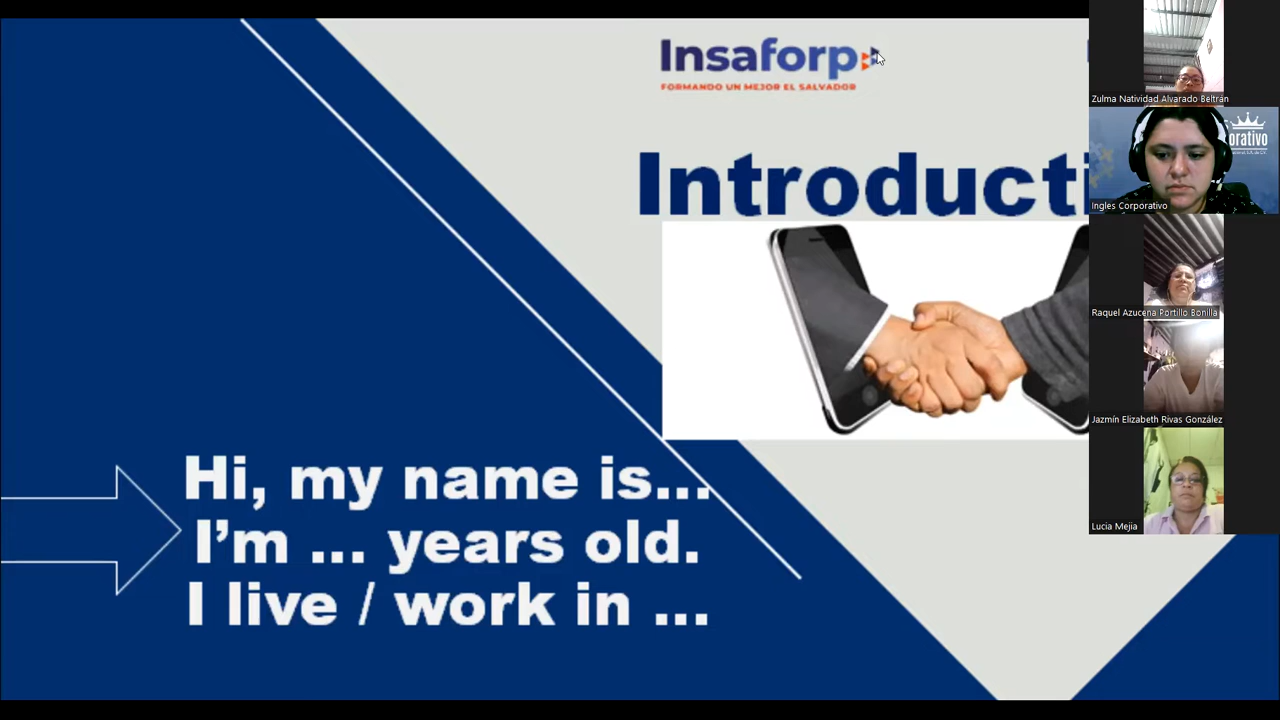 Insaforp
FORMANDO UN MEJOR EL SALVADOR
Introducti
Hi, my name is...
I'm ... years old.
I live / work in ...
Zulma Natividad Alvarado Beltrán
orativo
Ingles Corporativo
Raquel Azucena Portillo Bonilla
Jazmín Elizabeth Rivas González
Lucia Mejia